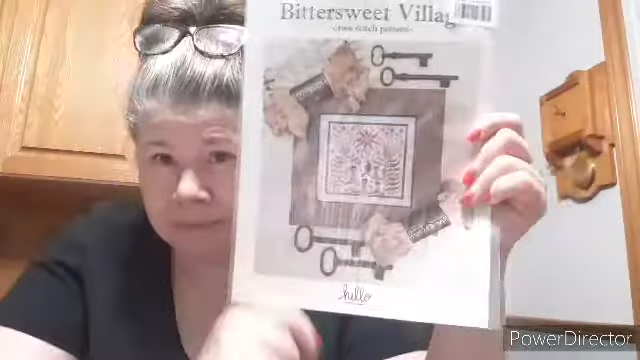 Bittersweet Villag
-cross stitch pattern-
hello
PowerDirector